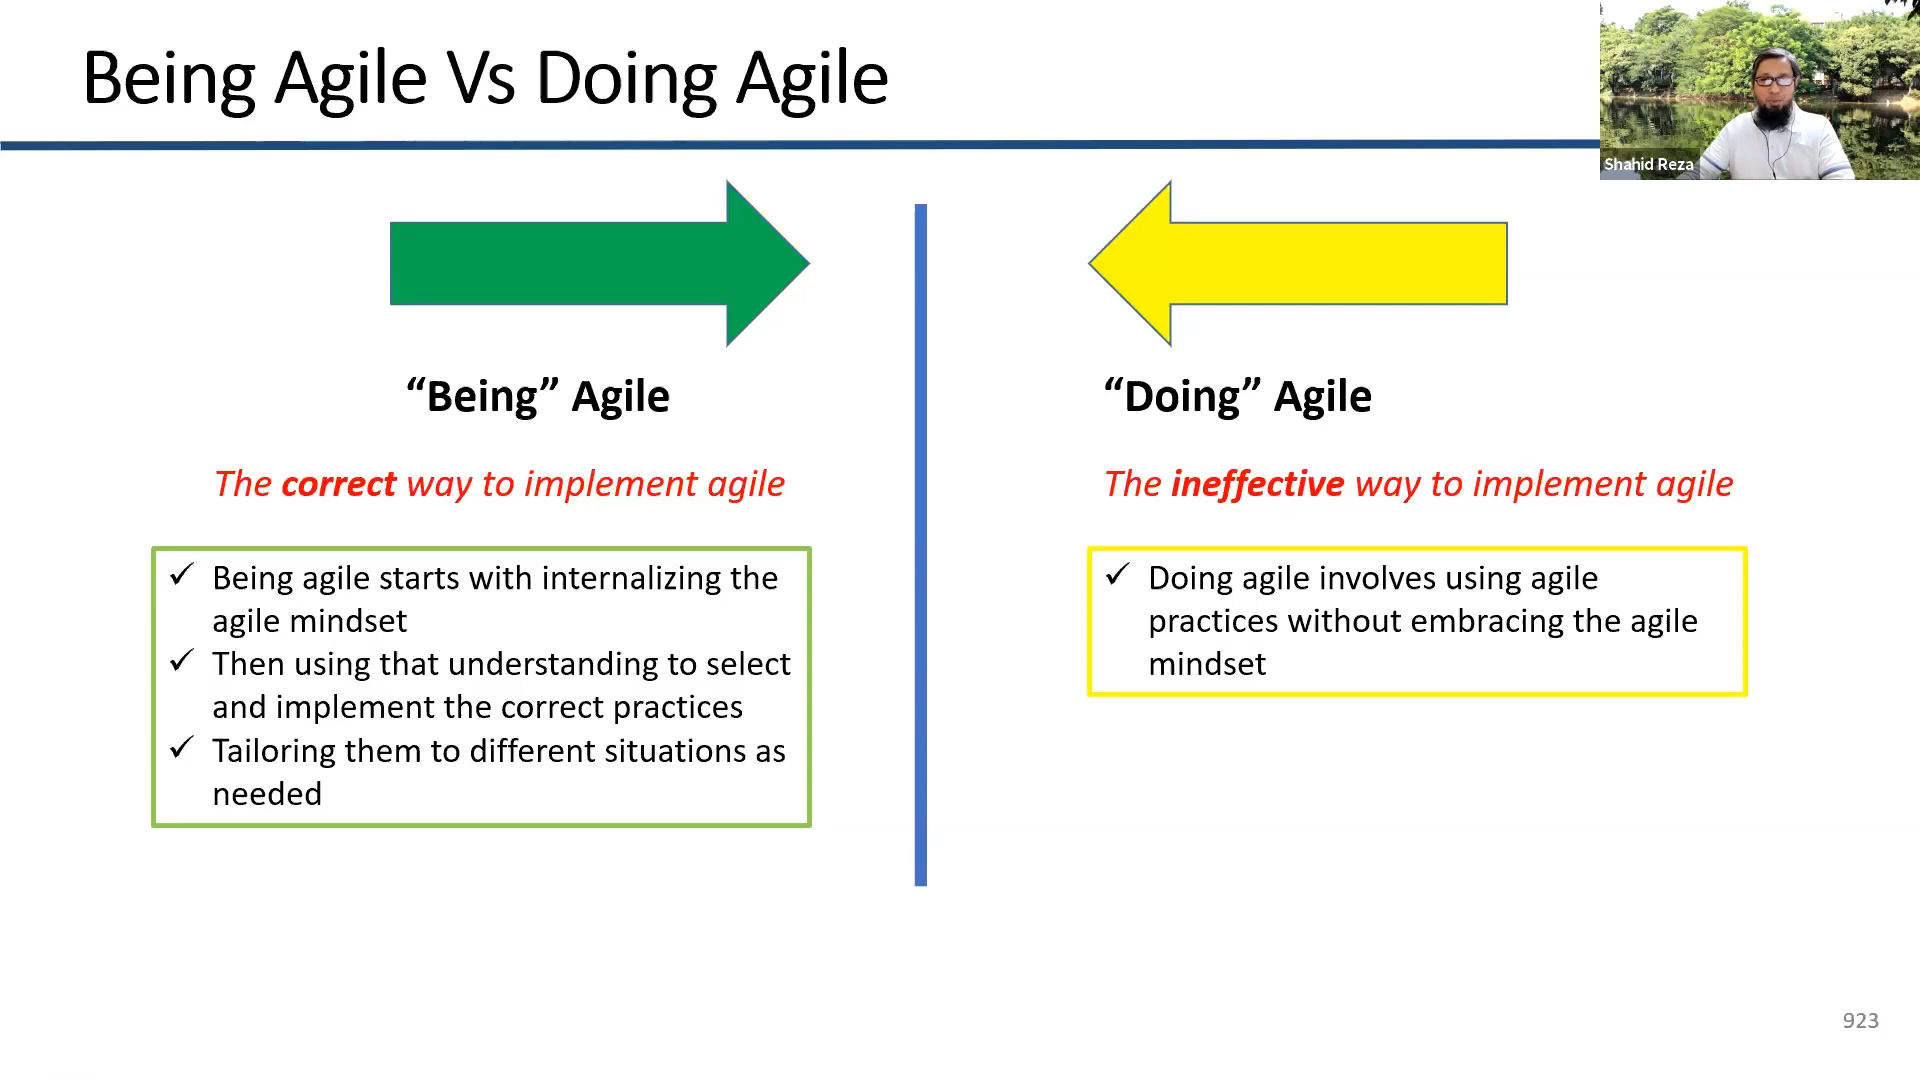 Being Agile Vs Doing Agile
Shahid Reza
“Being” Agile
The correct way to implement agile
✓ Being agile starts with internalizing the
agile mindset
✓ Then using that understanding to select
and implement the correct practices
✓ Tailoring them to different situations as
needed
“Doing” Agile
The ineffective way to implement agile
✓ Doing agile involves using agile
practices without embracing the agile
mindset
923